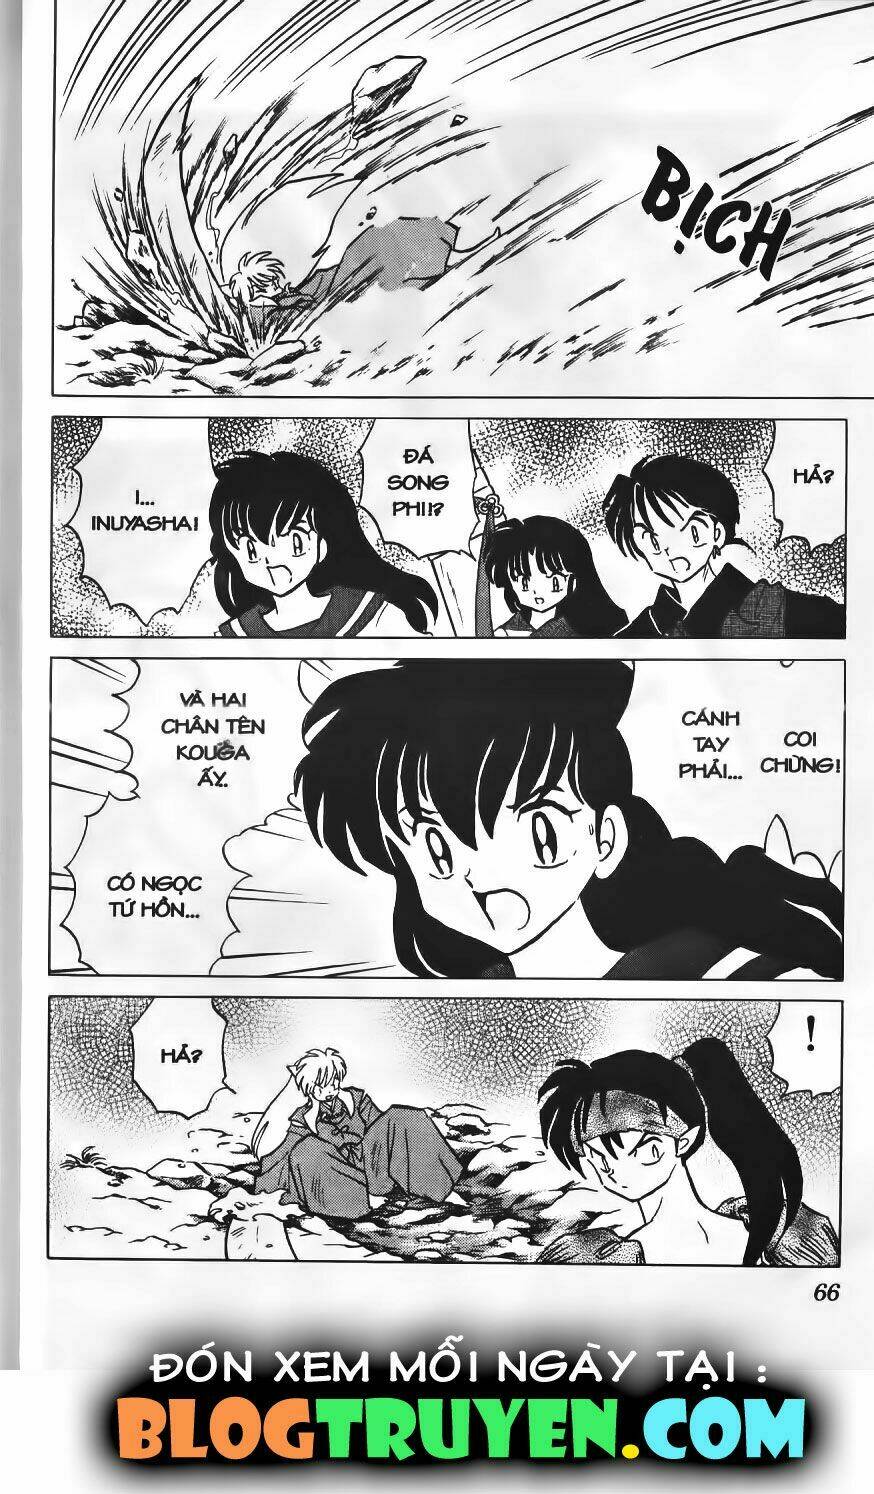 BỊCH
HẢ?
ĐÁ
SONG
PHI!?
I...
INUYASHA!
COI
CHỪNG!
CÁNH
TAY
PHẢI...
VÀ HAI
CHÂN TÊN
KOUGA
ẤY..
CÓ NGỌC
TỨ HỒN...
!
HẢ?
66
ĐÓN XEM MỖI NGÀY TẠI :
BLOGTRUYEN.COM